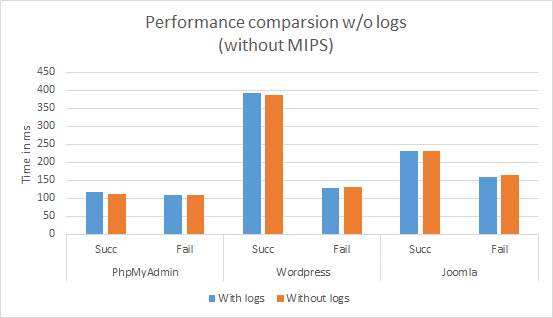 Performance comparsion w/o logs
(without MIPS)
Time in ms
450
400
350
300
250
200
150
100
50
0
Succ Fail Succ Fail Succ Fail
PhpMyAdmin Wordpress Joomla
With logs Without logs